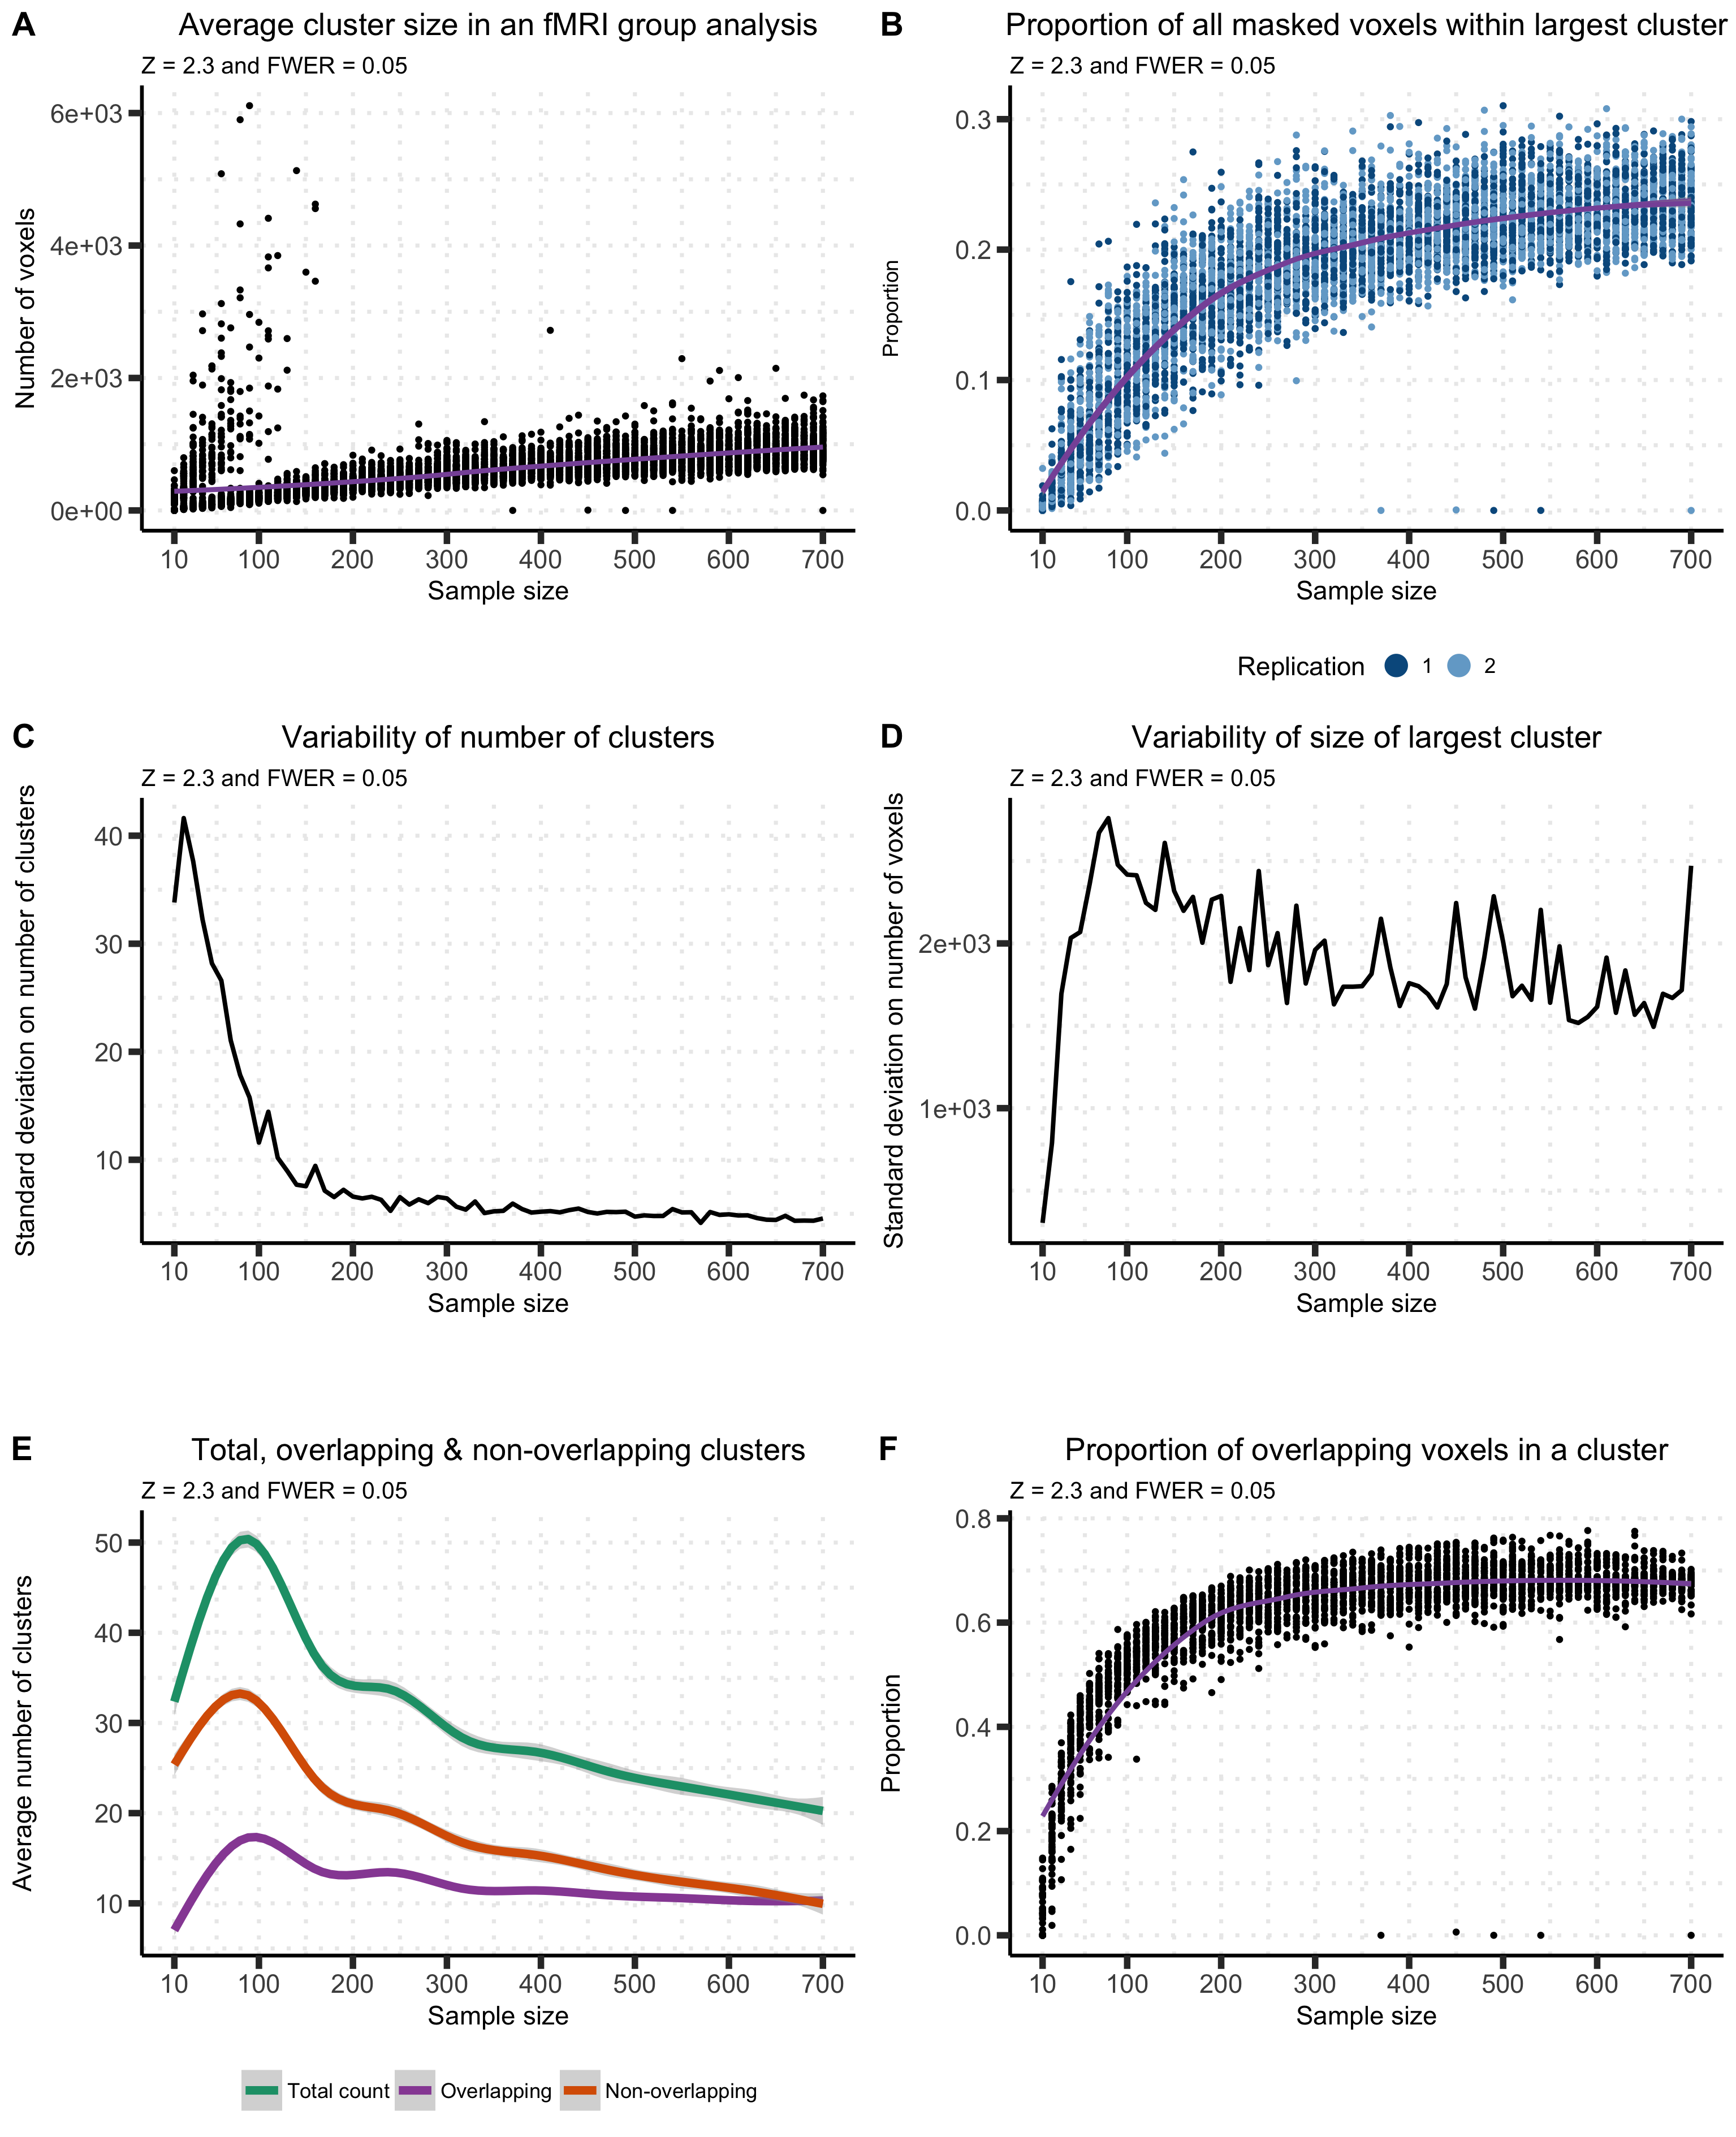 A
Average cluster size in an fMRI group analysis
Z = 2.3 and FWER = 0.05
Number of voxels
6e+03
4e+03
2e+03
0e+00
10 100 200 300 400 500 600 700
Sample size
B
Proportion of all masked voxels within largest cluster
Z = 2.3 and FWER = 0.05
Proportion
0.3
0.2
0.1
0.0
10 100 200 300 400 500 600 700
Sample size
Replication 1 2
C
Variability of number of clusters
Z = 2.3 and FWER = 0.05
Standard deviation on number of clusters
40
30
20
10
10 100 200 300 400 500 600 700
Sample size
D
Variability of size of largest cluster
Z = 2.3 and FWER = 0.05
Standard deviation on number of voxels
2e+03
1e+03
10 100 200 300 400 500 600 700
Sample size
E
Total, overlapping & non-overlapping clusters
Z = 2.3 and FWER = 0.05
Average number of clusters
50
40
30
20
10
10 100 200 300 400 500 600 700
Sample size
Total count Overlapping Non-overlapping
F
Proportion of overlapping voxels in a cluster
Z = 2.3 and FWER = 0.05
Proportion
0.8
0.6
0.4
0.2
0.0
10 100 200 300 400 500 600 700
Sample size